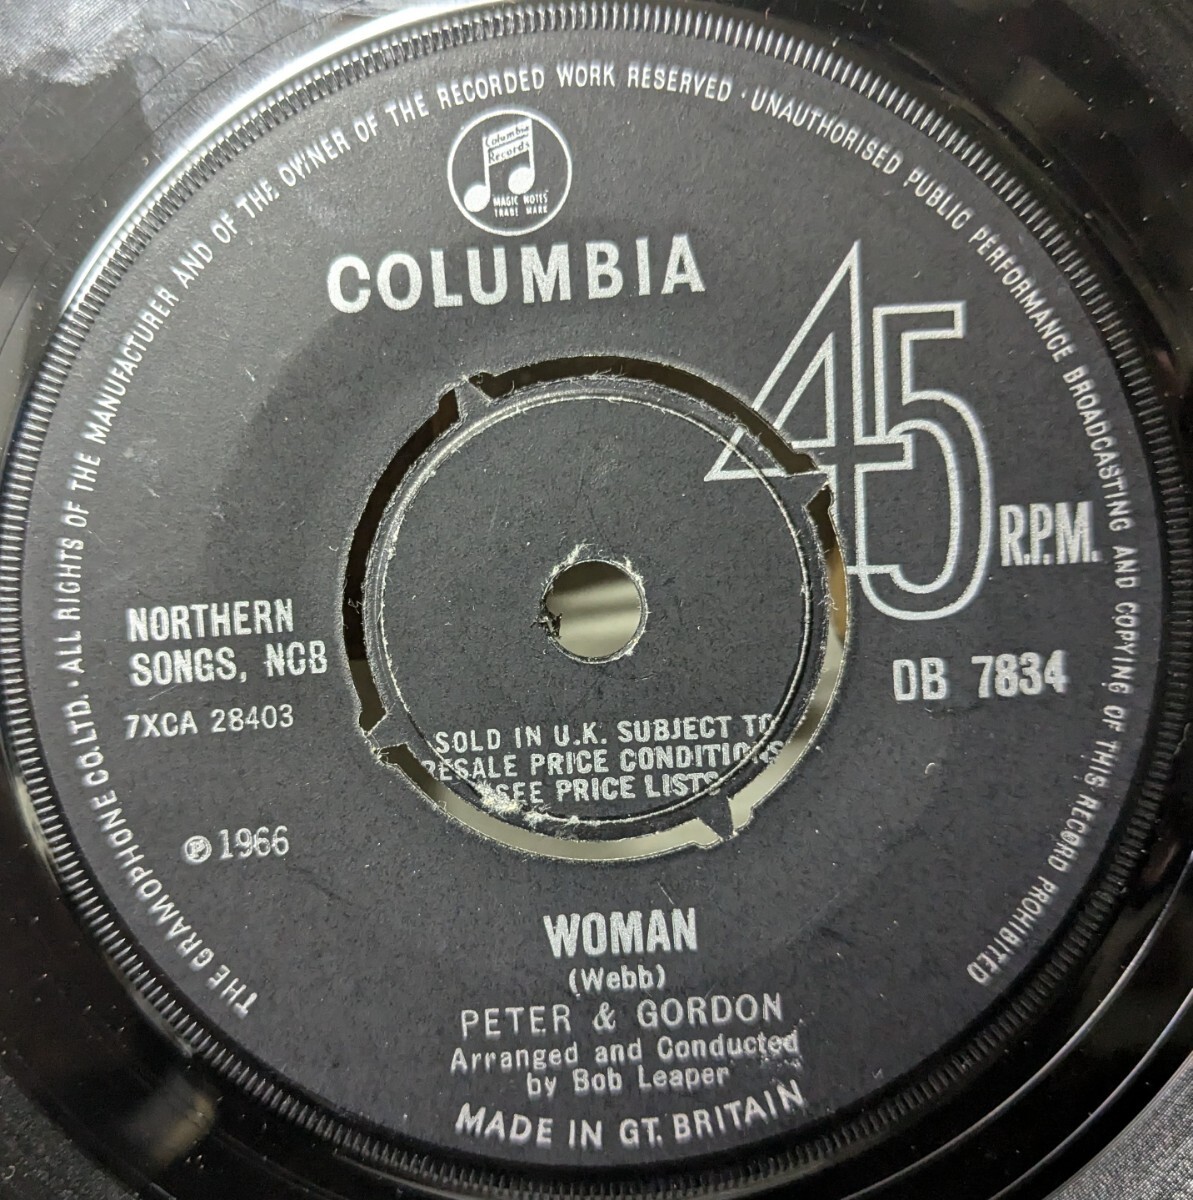 THE GRAMOPHONE CO. LTD. · ALL RIGHTS OF THE MANUFACTURER AND OF THE OWNER OF THE RECORDED WORK RESERVED · UNAUTHORISED PUBLIC PERFORMANCE BROADCASTING AND COPYING OF THIS RECORD PROHIBITED
Columbia
Records
MAGIC NOTES
TRADE MARK
COLUMBIA
45 R.P.M.
NORTHERN
SONGS, NCB
7XCA 28403
DB 7834
SOLD IN U.K. SUBJECT TO
RESALE PRICE CONDITIONS
SEE PRICE LISTS
℗ 1966
WOMAN
(Webb)
PETER & GORDON
Arranged and Conducted
by Bob Leaper
MADE IN GT. BRITAIN